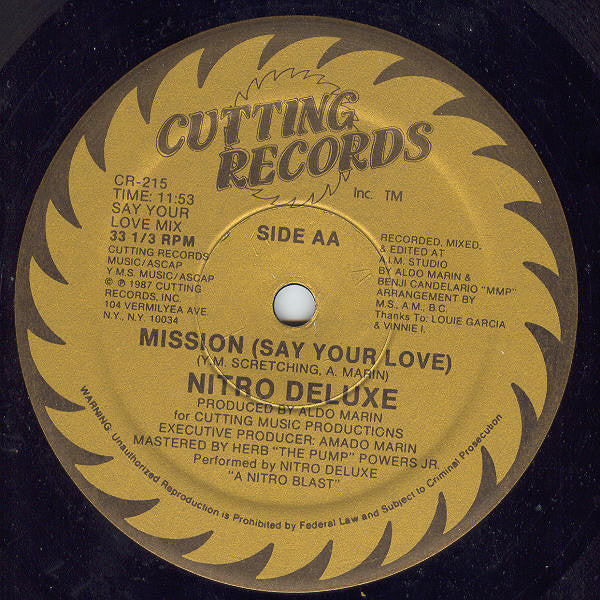 CUTTING
RECORDS
Inc. TM
CR-215
TIME: 11:53
SAY YOUR
LOVE MIX
33 1/3 RPM
CUTTING RECORDS
MUSIC/ASCAP
Y M.S. MUSIC/ASCAP
© ℗ 1987 CUTTING
RECORDS, INC.
104 VERMILYEA AVE
N.Y., N.Y. 10034
SIDE AA
RECORDED, MIXED,
& EDITED AT
A.I.M. STUDIO
BY ALDO MARIN &
BENJI CANDELARIO "MMP"
ARRANGEMENT BY
M.S., A.M., B.C.
Thanks To: LOUIE GARCIA
& VINNIE I.
MISSION (SAY YOUR LOVE)
(Y.M. SCRETCHING, A. MARIN)
NITRO DELUXE
PRODUCED BY ALDO MARIN
for CUTTING MUSIC PRODUCTIONS
EXECUTIVE PRODUCER: AMADO MARIN
MASTERED BY HERB "THE PUMP" POWERS JR.
Performed by NITRO DELUXE
"A NITRO BLAST"
WARNING: Unauthorized Reproduction is Prohibited by Federal Law and Subject to Criminal Prosecution